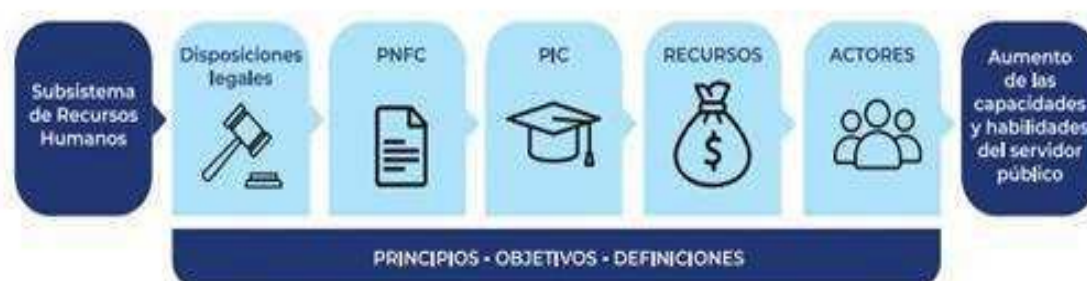 Subsistema
de Recursos
Humanos
Disposiciones
legales
PNFC
PIC
RECURSOS
$
ACTORES
Aumento
de las
capacidades
y habilidades
del servidor
público
PRINCIPIOS - OBJETIVOS - DEFINICIONES